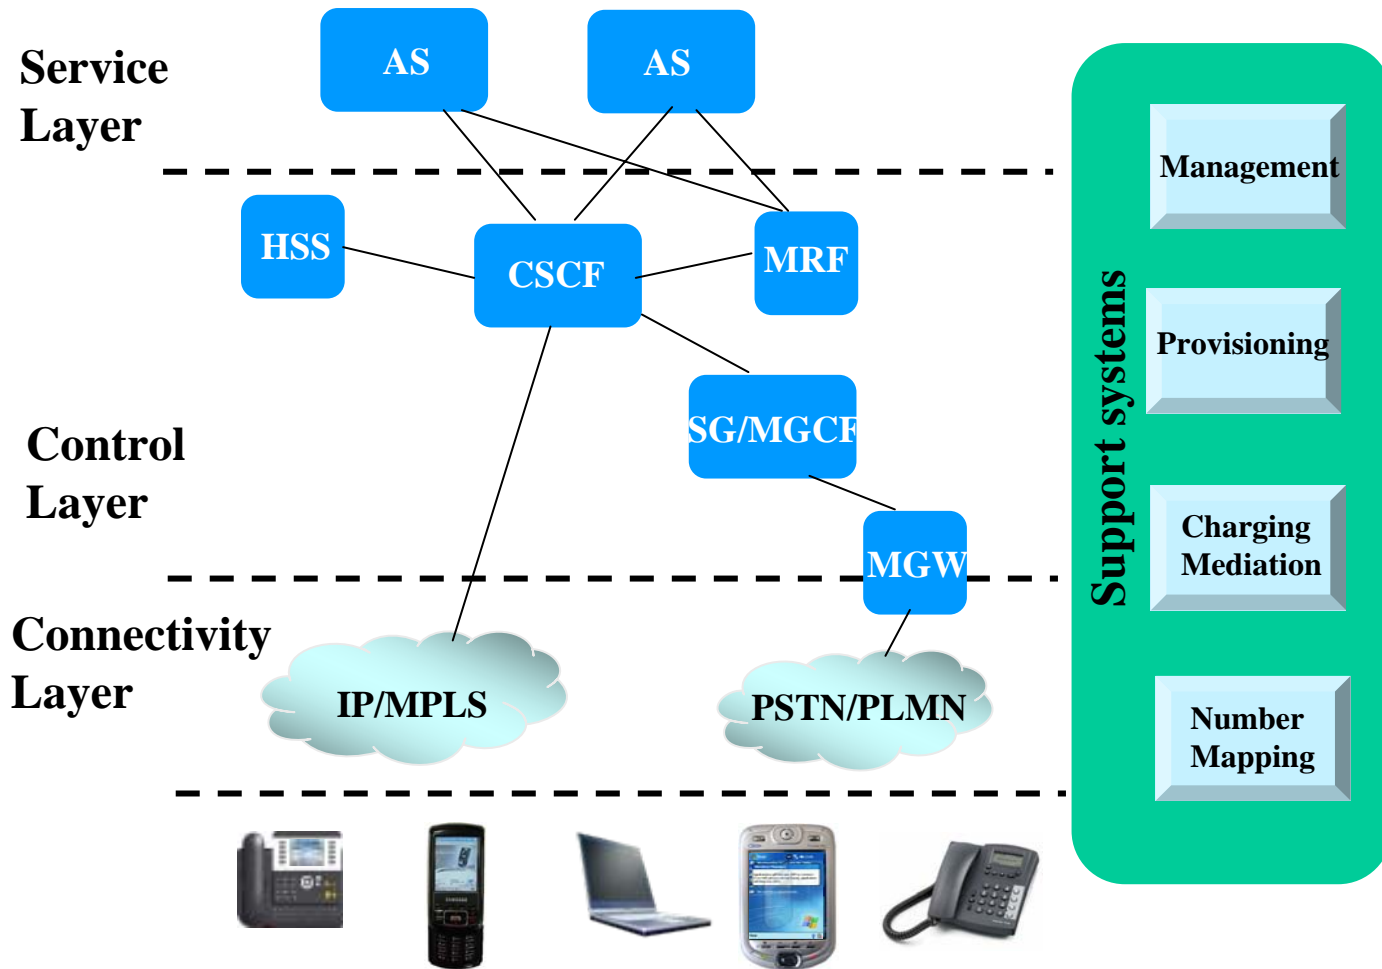 Service
Layer
AS
AS
HSS
CSCF
MRF
SG/MGCF
Control
Layer
MGW
Connectivity
Layer
IP/MPLS
PSTN/PLMN
Support systems
Management
Provisioning
Charging
Mediation
Number
Mapping